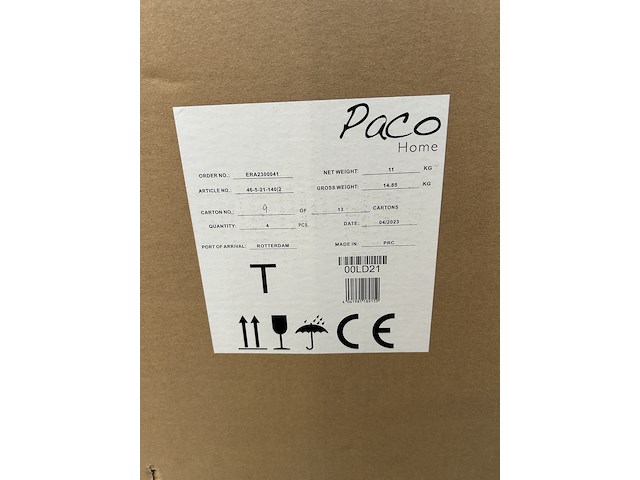 Paco
Home
ORDER NO.: ERA2300041 NET WEIGHT: 11 KG
ARTICLE NO.: 46-5-21-140(2 GROSS WEIGHT: 14.85 KG
CARTON NO.: 9 OF 13 CARTONS
QUANTITY: 4 PCS DATE: 04/2023
PORT OF ARRIVAL: ROTTERDAM MADE IN: PRC
T
00LD21
CE